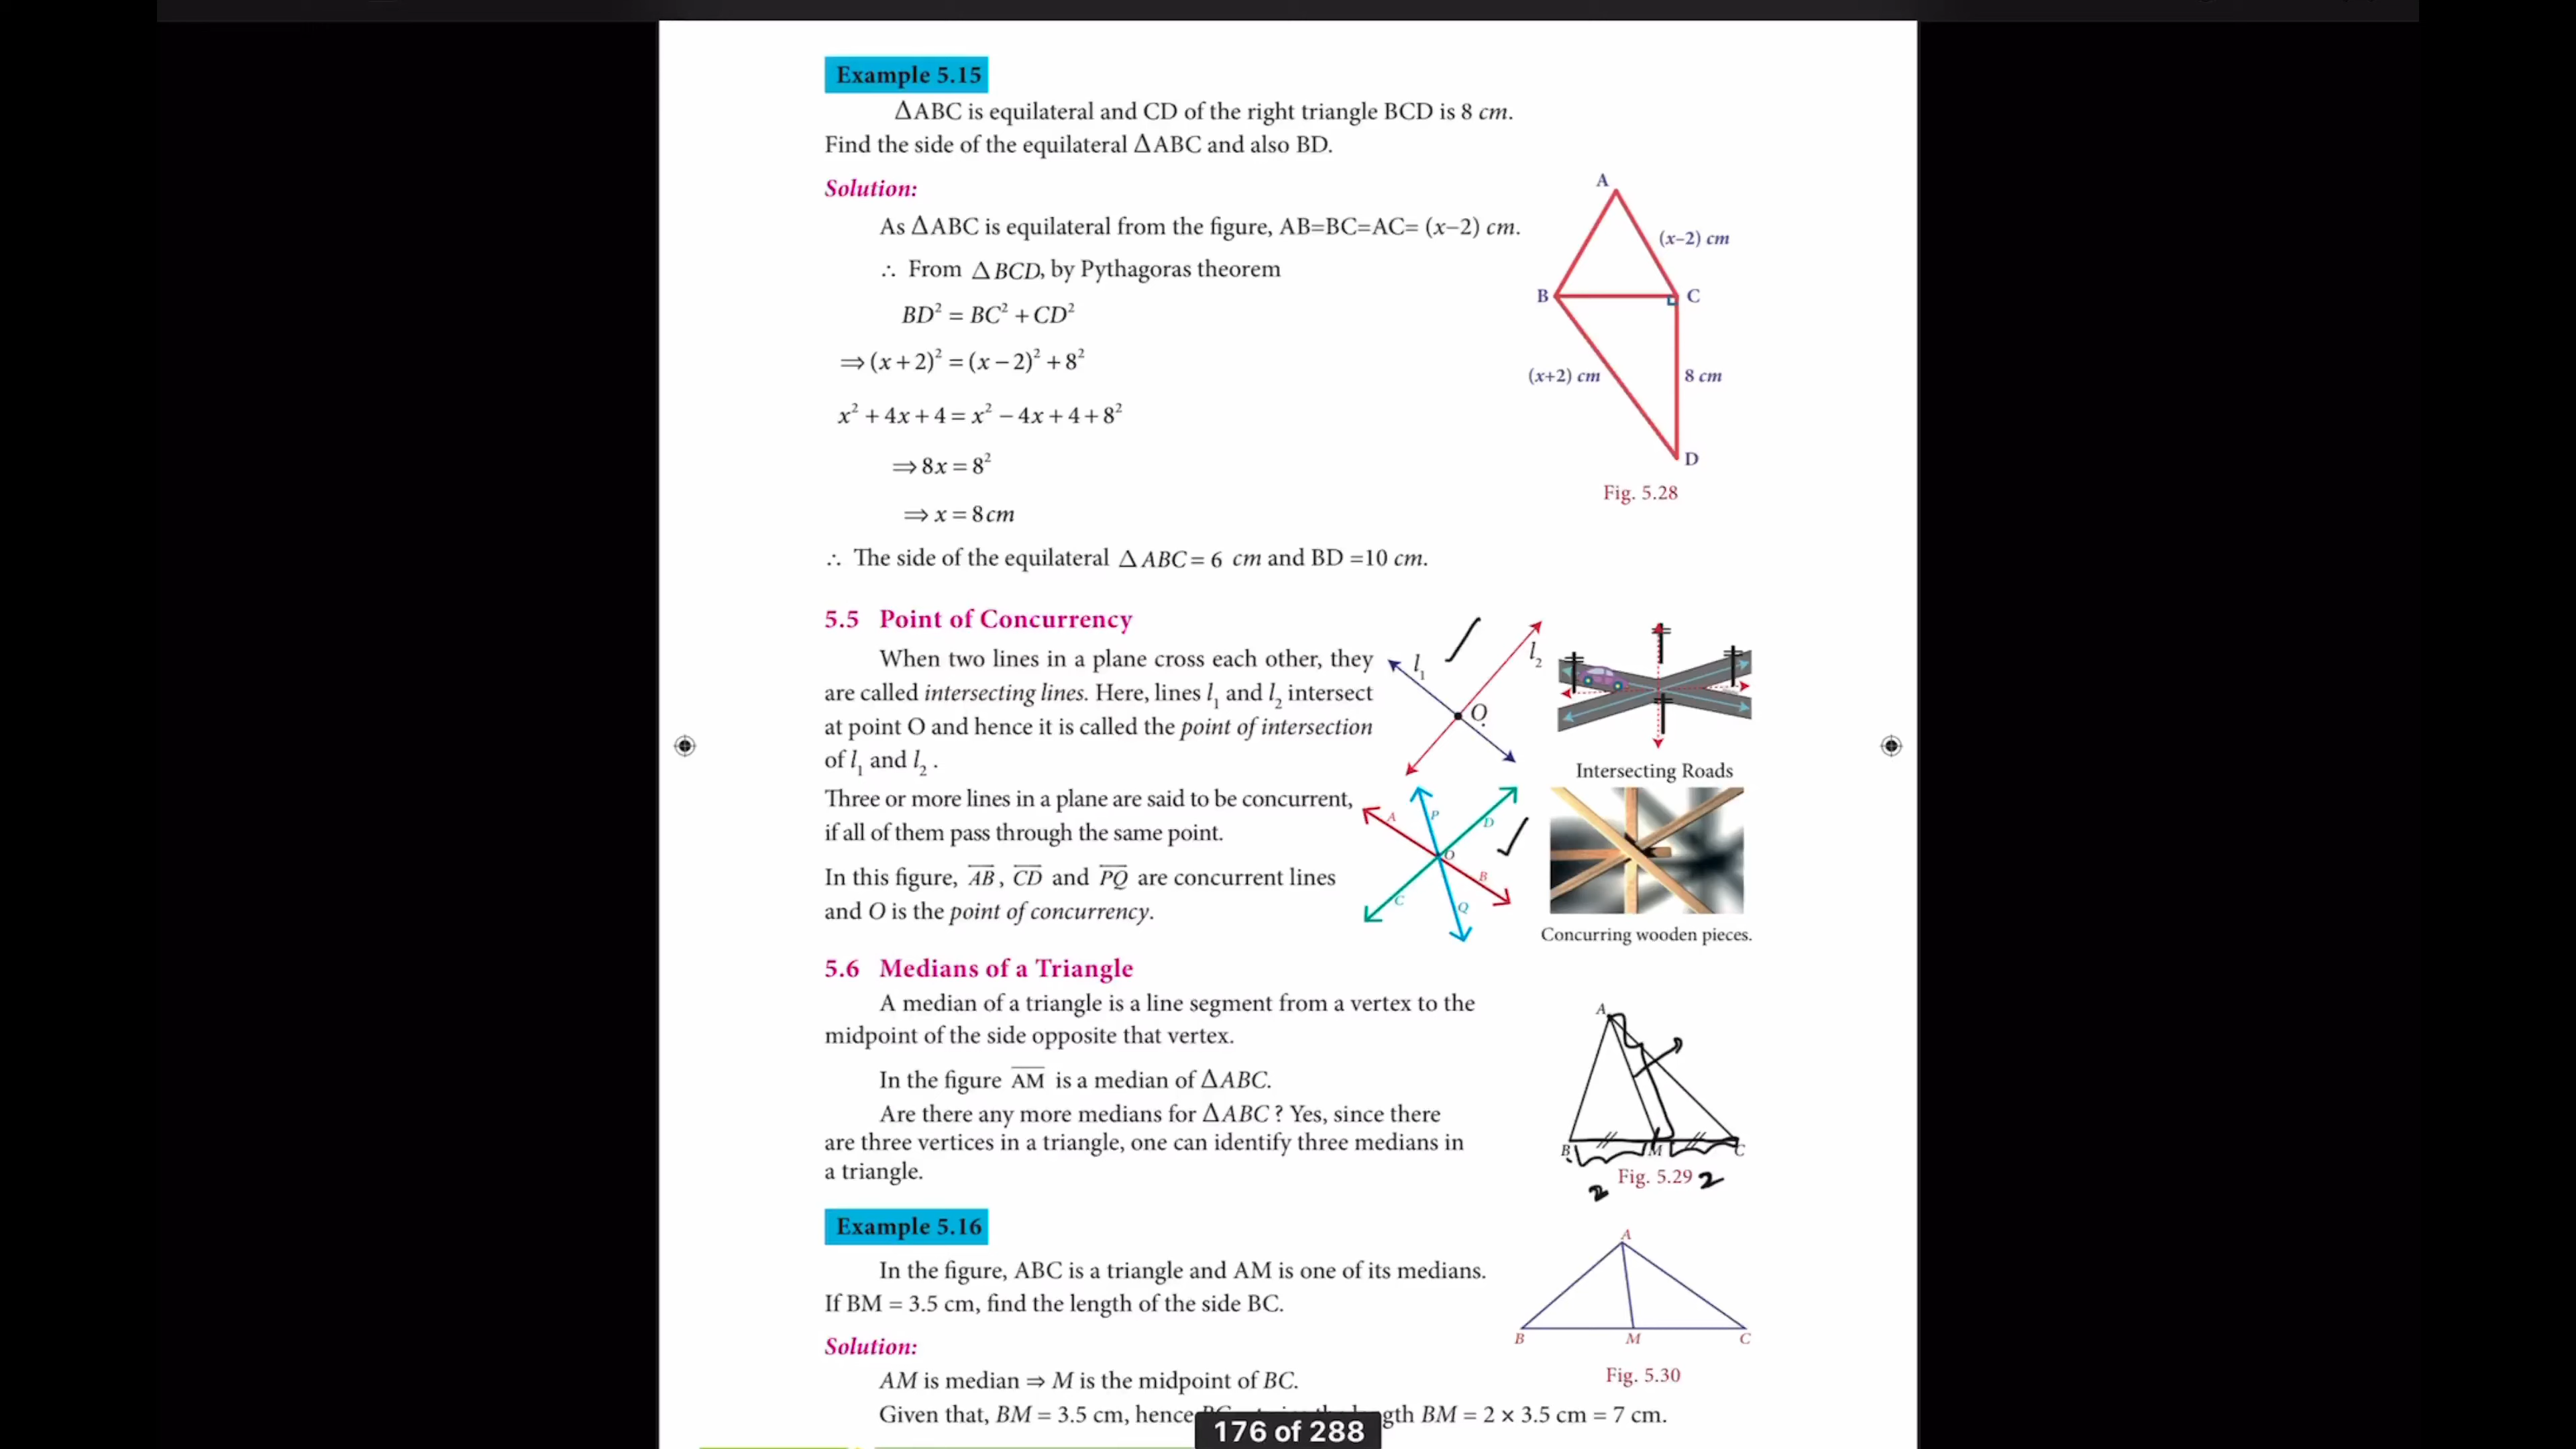 Example 5.15
ΔABC is equilateral and CD of the right triangle BCD is 8 cm.
Find the side of the equilateral ΔABC and also BD.
Solution:
As ΔABC is equilateral from the figure, AB=BC=AC= (x–2) cm.
∴ From ΔBCD, by Pythagoras theorem
BD² = BC² + CD²
⇒ (x + 2)² = (x − 2)² + 8²
x² + 4x + 4 = x² − 4x + 4 + 8²
⇒ 8x = 8²
⇒ x = 8 cm
∴ The side of the equilateral Δ ABC = 6 cm and BD =10 cm.
A
(x–2) cm
B
C
(x+2) cm
8 cm
D
Fig. 5.28
5.5 Point of Concurrency
When two lines in a plane cross each other, they
are called intersecting lines. Here, lines l₁ and l₂ intersect
at point O and hence it is called the point of intersection
of l₁ and l₂ .
l₁
l₂
O
Intersecting Roads
Three or more lines in a plane are said to be concurrent,
if all of them pass through the same point.
In this figure, AB, CD and PQ are concurrent lines
and O is the point of concurrency.
A
P
D
O
B
C
Q
Concurring wooden pieces.
5.6 Medians of a Triangle
A median of a triangle is a line segment from a vertex to the
midpoint of the side opposite that vertex.
In the figure AM is a median of ΔABC.
Are there any more medians for ΔABC ? Yes, since there
are three vertices in a triangle, one can identify three medians in
a triangle.
A
B
M
C
2 Fig. 5.29 2
Example 5.16
In the figure, ABC is a triangle and AM is one of its medians.
If BM = 3.5 cm, find the length of the side BC.
Solution:
AM is median ⇒ M is the midpoint of BC.
Given that, BM = 3.5 cm, hence BM = 2 × 3.5 cm = 7 cm.
A
B
M
C
Fig. 5.30
176 of 288